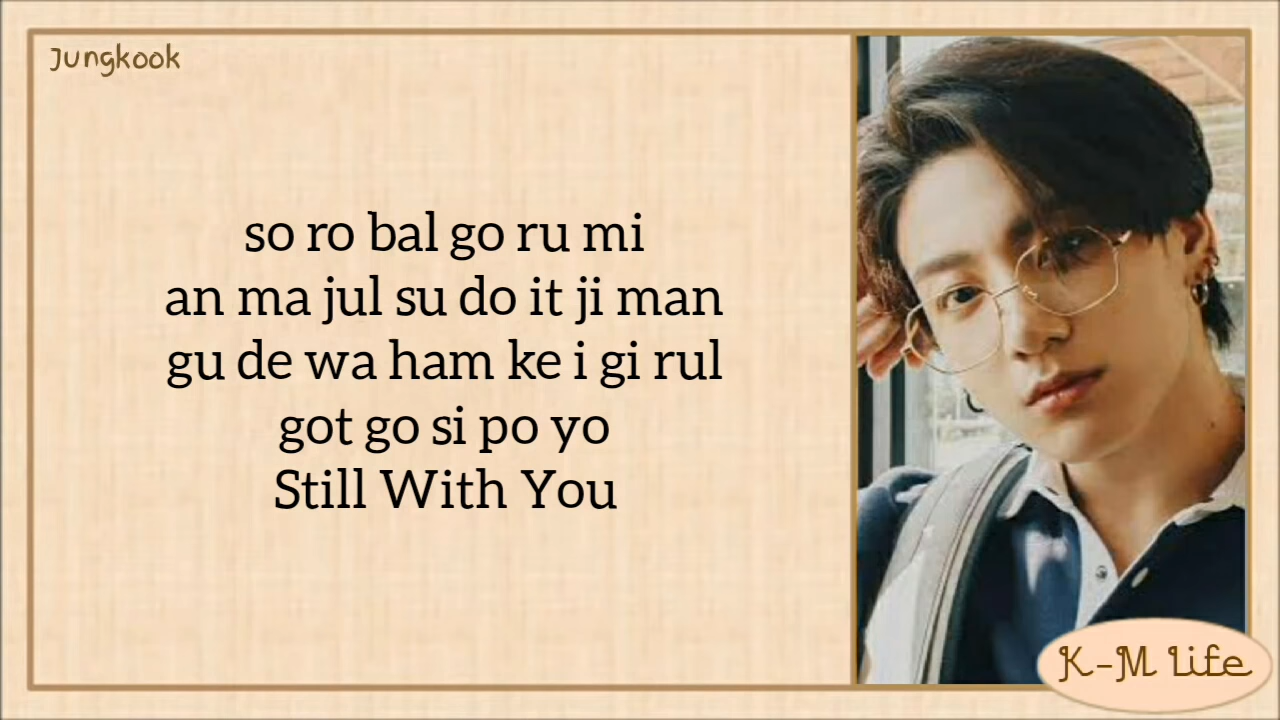 Jungkook
so ro bal go ru mi
an ma jul su do it ji man
gu de wa ham ke i gi rul
got go si po yo
Still With You
K-M Life